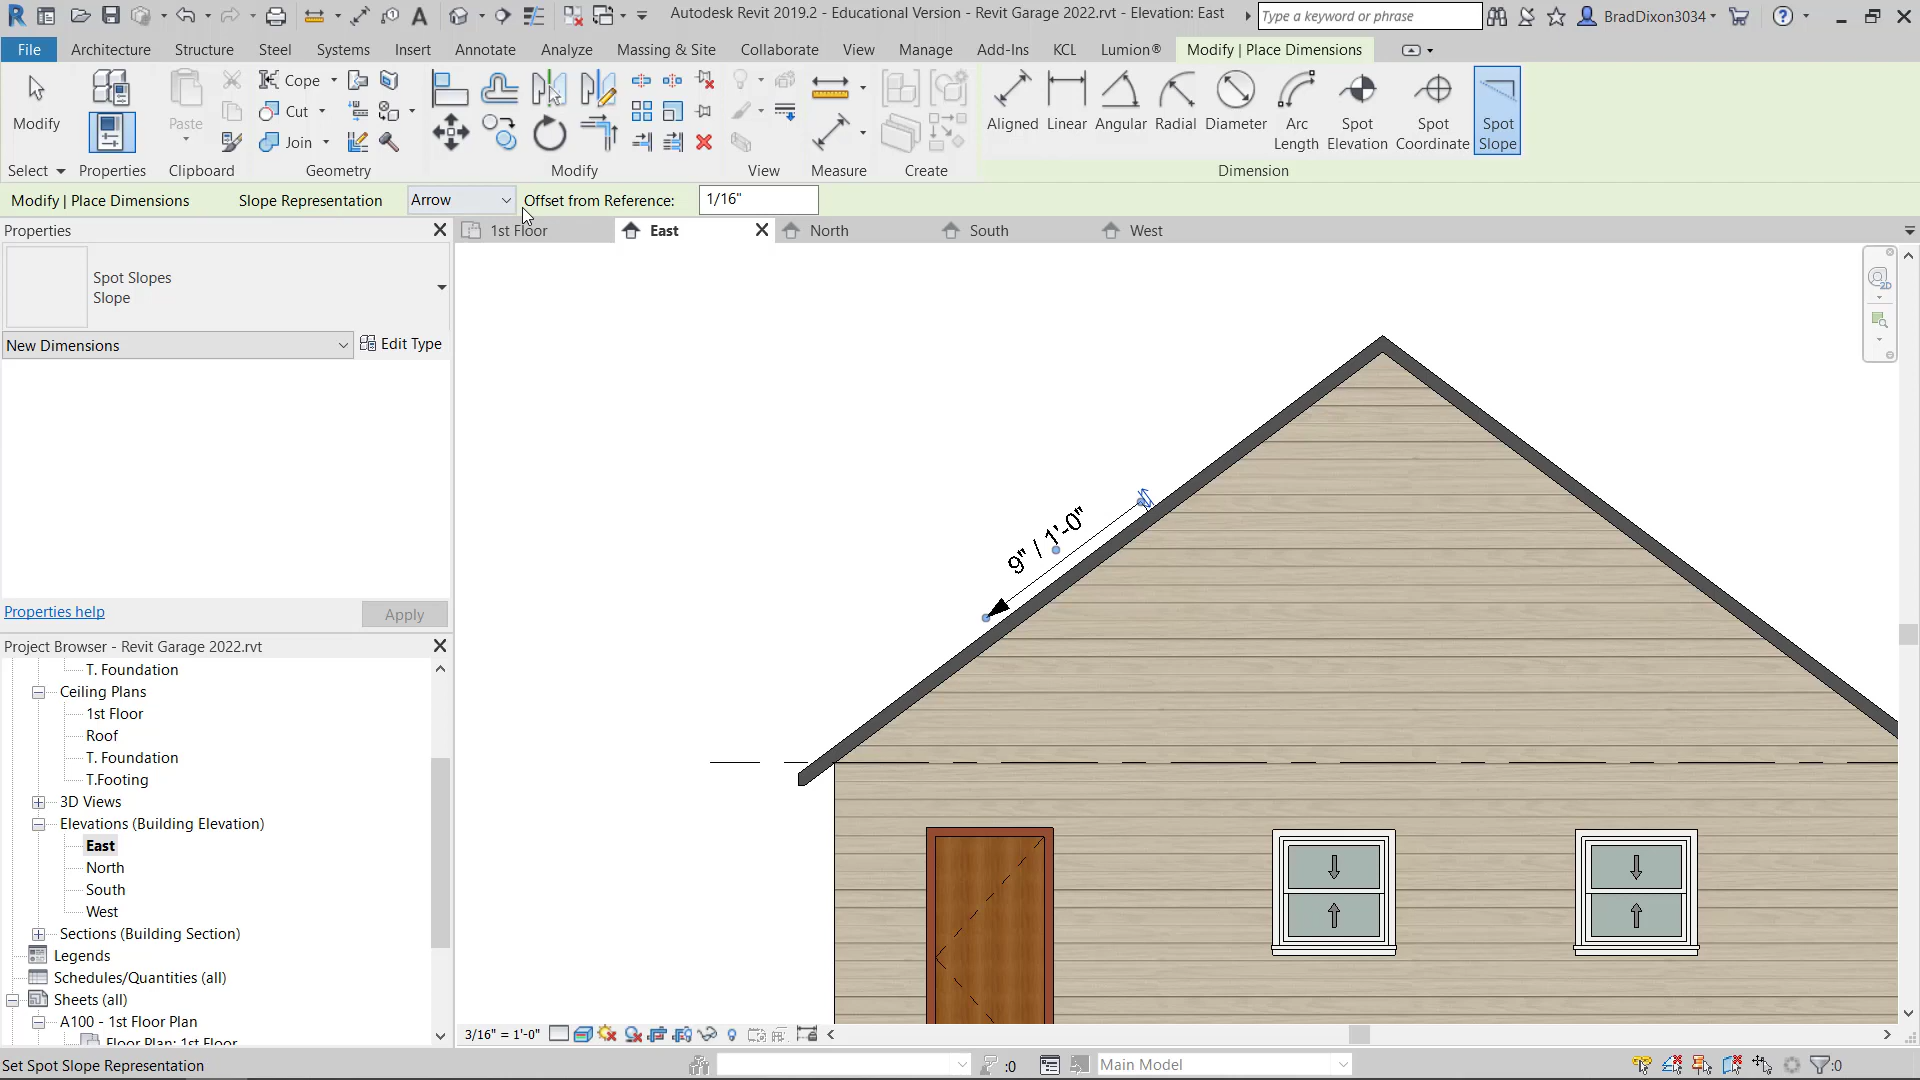 Autodesk Revit 2019.2 - Educational Version - Revit Garage 2022.rvt - Elevation: East
Type a keyword or phrase
BradDixon3034
File Architecture Structure Steel Systems Insert Annotate Analyze Massing & Site Collaborate View Manage Add-Ins KCL Lumion® Modify | Place Dimensions
Modify
Paste
Cope
Cut
Join
Aligned Linear Angular Radial Diameter Arc Length Spot Elevation Spot Coordinate Spot Slope
Select Properties Clipboard Geometry Modify View Measure Create Dimension
Modify | Place Dimensions Slope Representation Arrow Offset from Reference: 1/16"
Properties
1st Floor East North South West
Spot Slopes
Slope
New Dimensions Edit Type
Properties help Apply
Project Browser - Revit Garage 2022.rvt
T. Foundation
Ceiling Plans
1st Floor
Roof
T. Foundation
T.Footing
3D Views
Elevations (Building Elevation)
East
North
South
West
Sections (Building Section)
Legends
Schedules/Quantities (all)
Sheets (all)
A100 - 1st Floor Plan
Floor Plan: 1st Floor
2D
9" / 1'-0"
3/16" = 1'-0"
Set Spot Slope Representation
:0
Main Model
:0